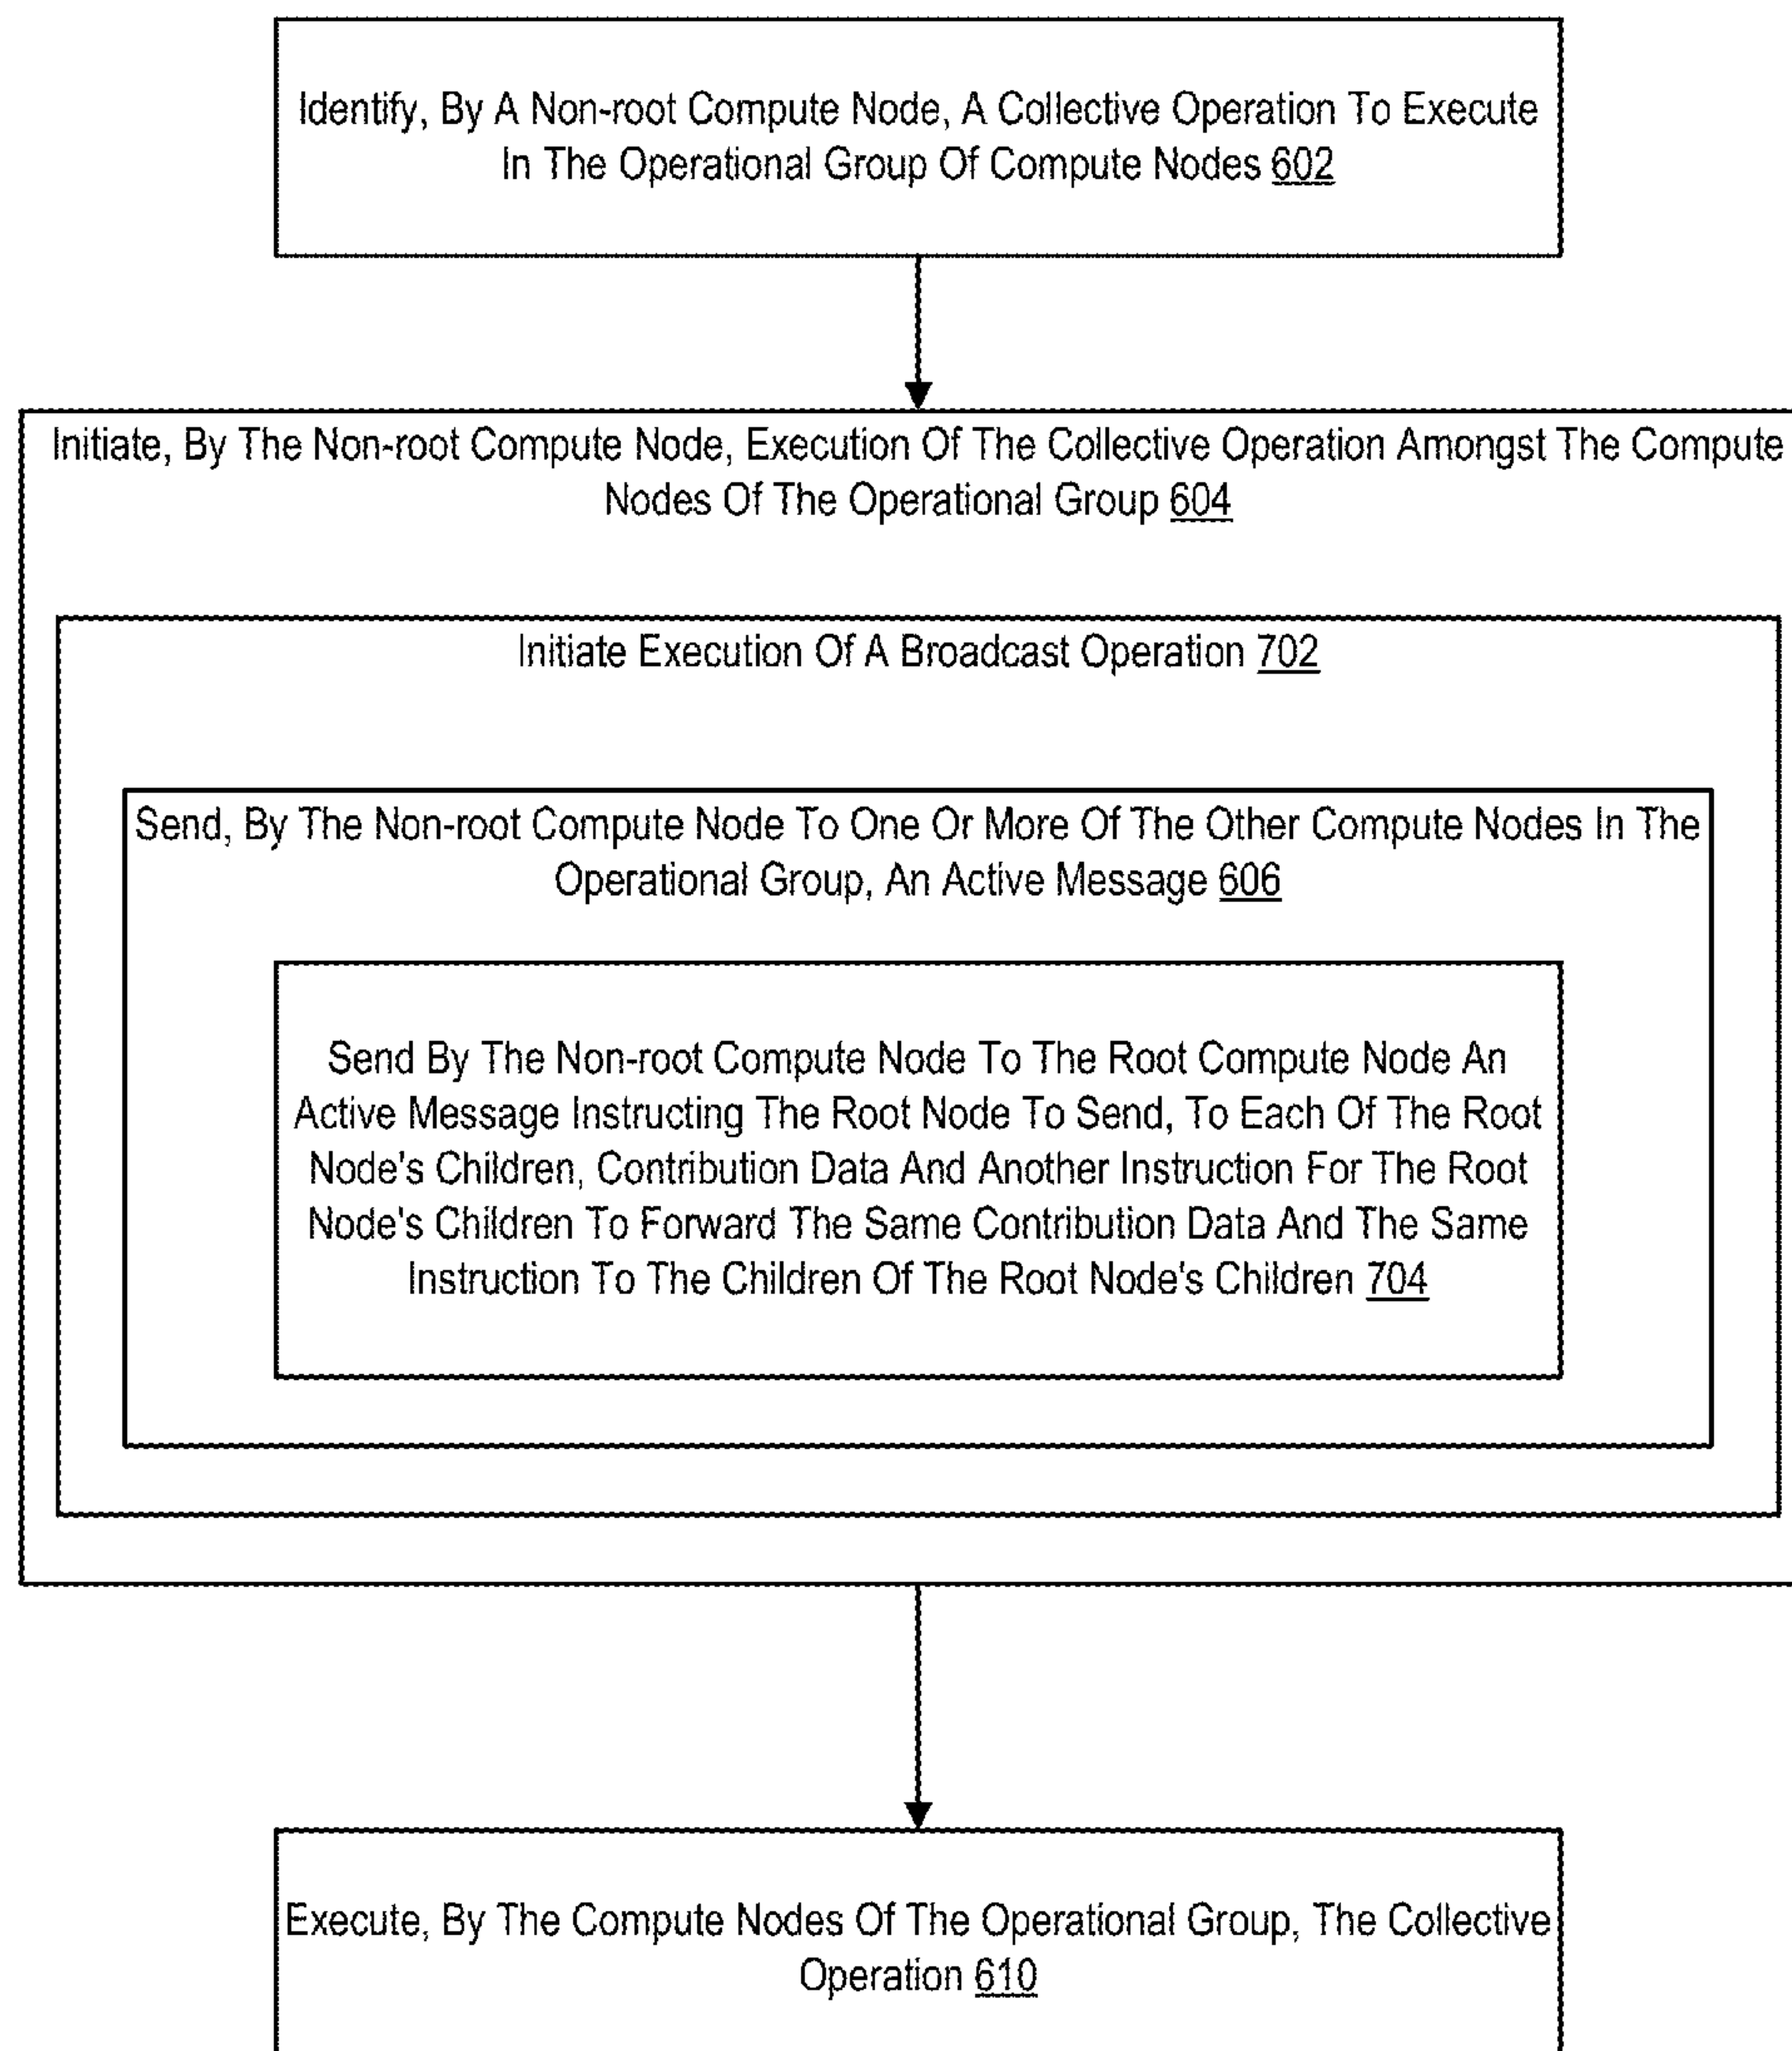 Identify, By A Non-root Compute Node, A Collective Operation To Execute
In The Operational Group Of Compute Nodes 602
Initiate, By The Non-root Compute Node, Execution Of The Collective Operation Amongst The Compute
Nodes Of The Operational Group 604
Initiate Execution Of A Broadcast Operation 702
Send, By The Non-root Compute Node To One Or More Of The Other Compute Nodes In The
Operational Group, An Active Message 606
Send By The Non-root Compute Node To The Root Compute Node An
Active Message Instructing The Root Node To Send, To Each Of The Root
Node's Children, Contribution Data And Another Instruction For The Root
Node's Children To Forward The Same Contribution Data And The Same
Instruction To The Children Of The Root Node's Children 704
Execute, By The Compute Nodes Of The Operational Group, The Collective
Operation 610